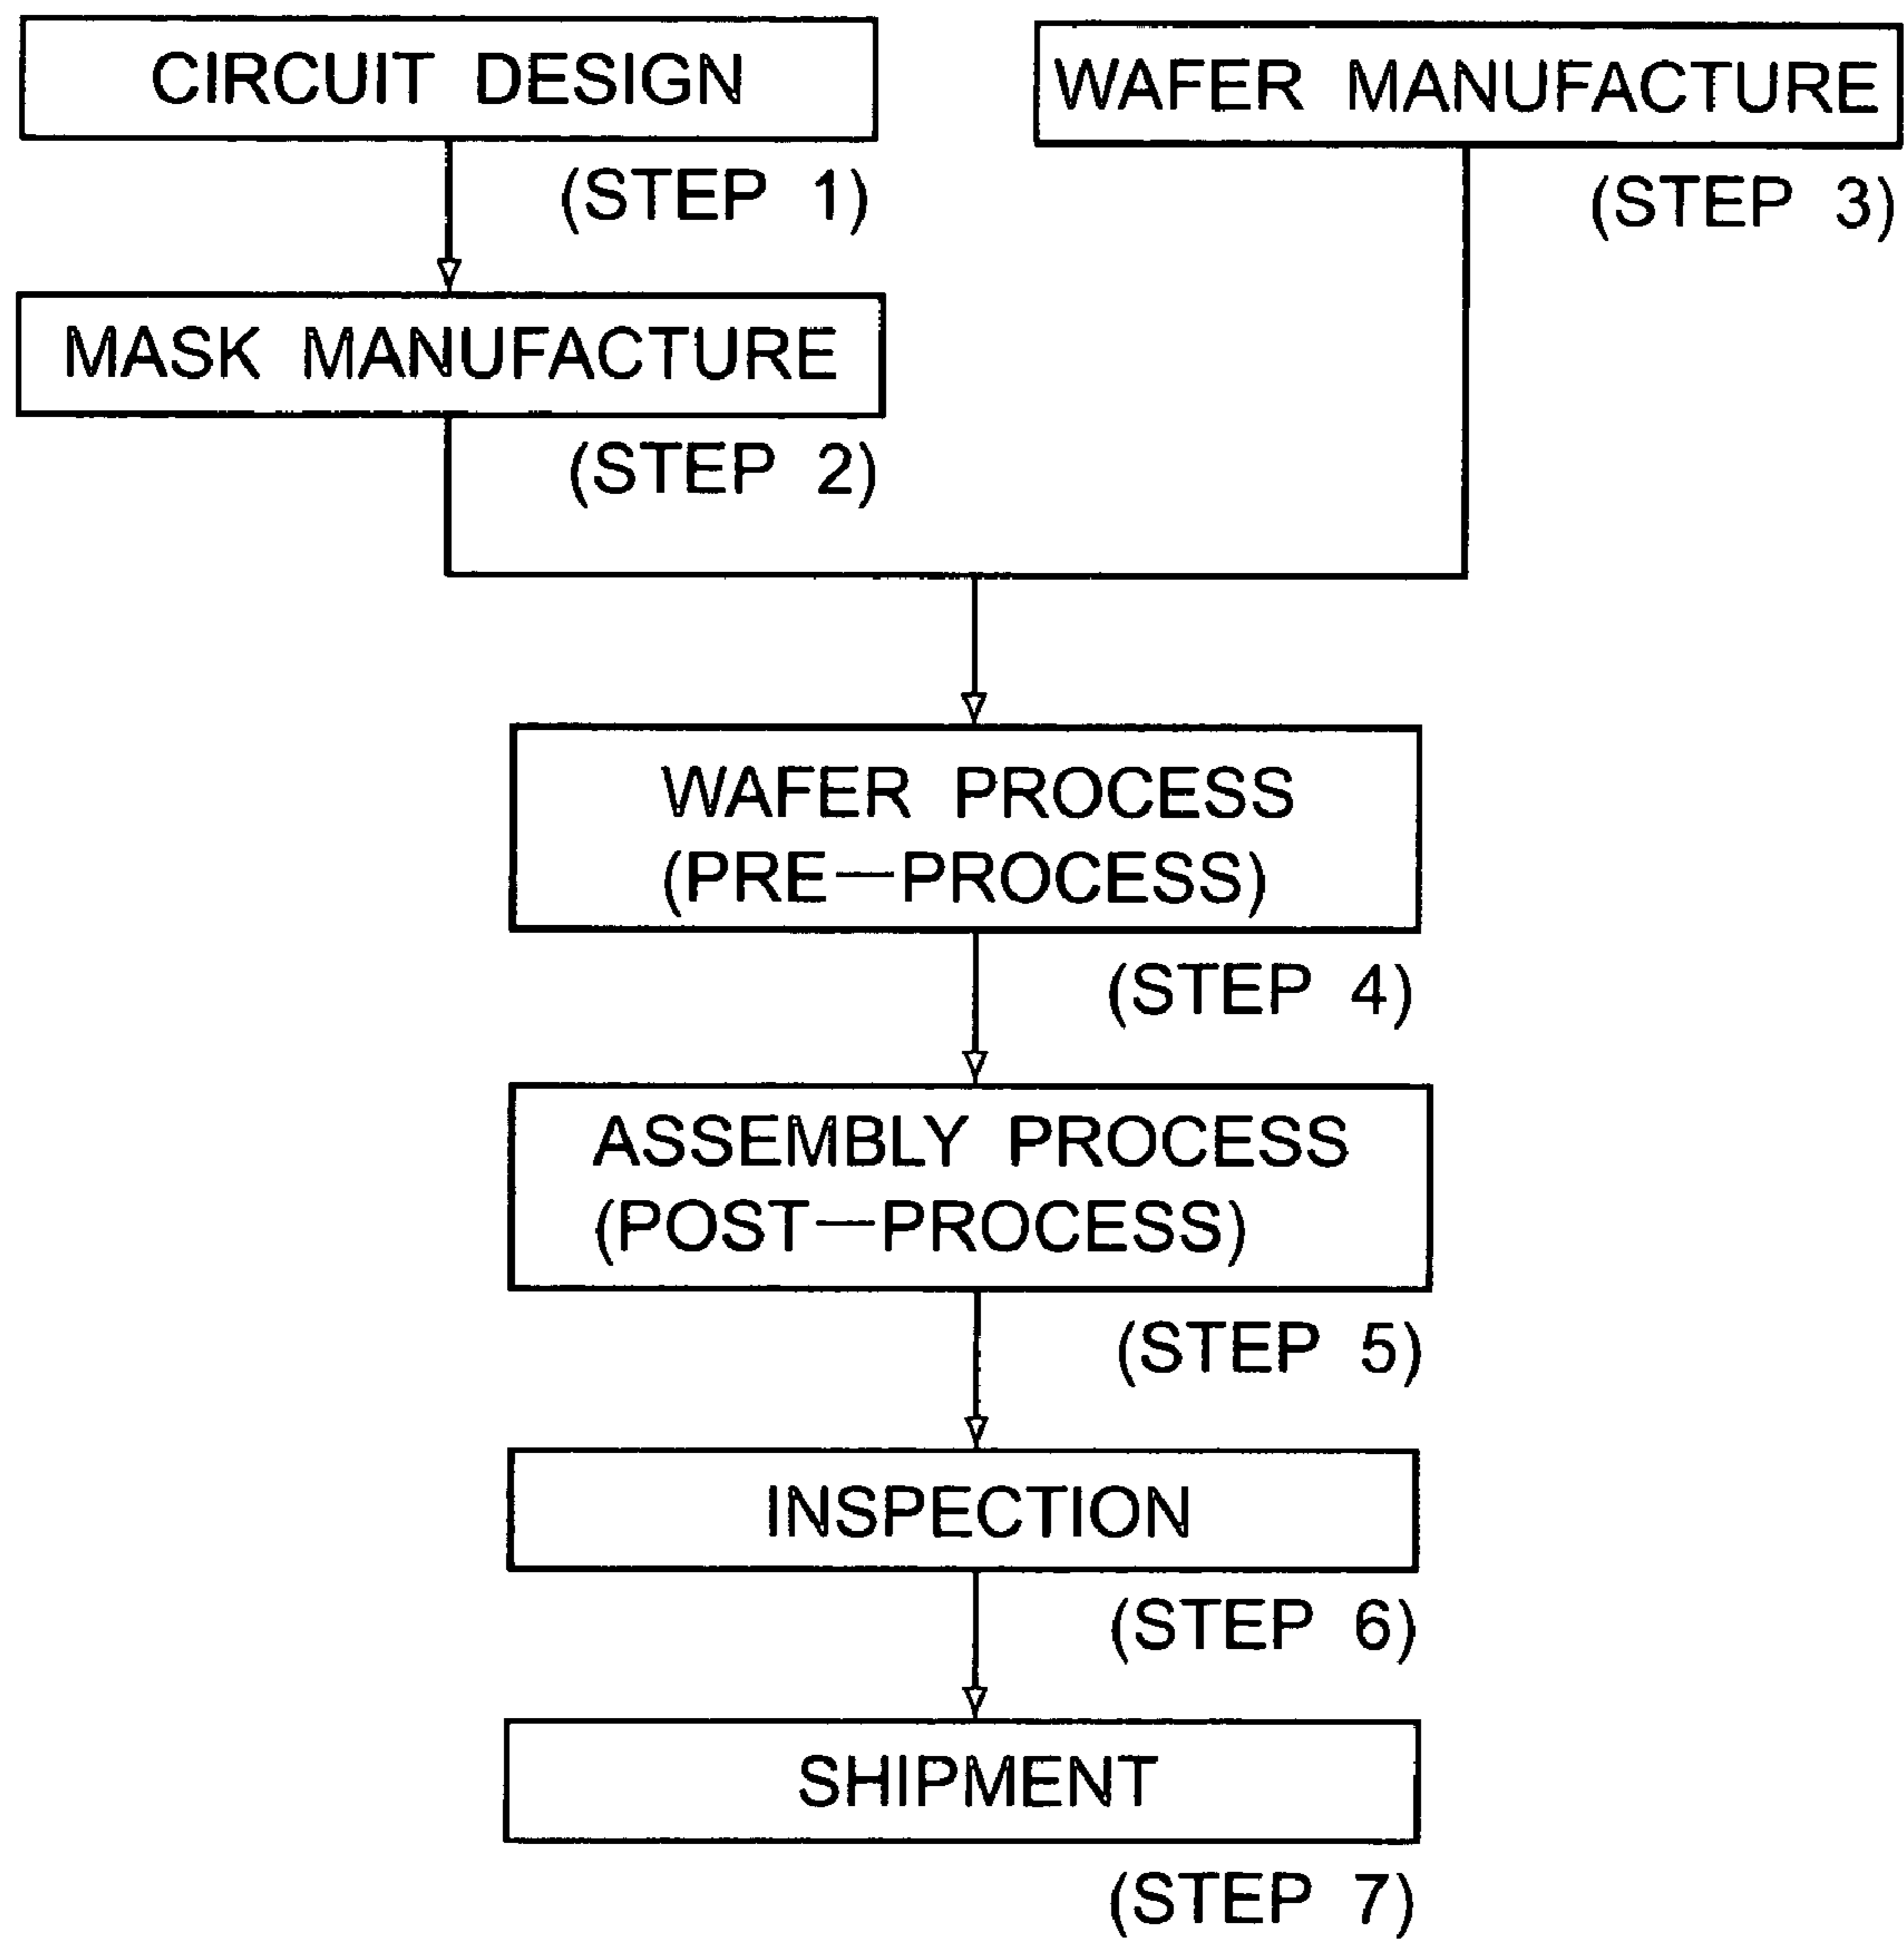 CIRCUIT DESIGN
(STEP 1)
WAFER MANUFACTURE
(STEP 3)
MASK MANUFACTURE
(STEP 2)
WAFER PROCESS
(PRE—PROCESS)
(STEP 4)
ASSEMBLY PROCESS
(POST—PROCESS)
(STEP 5)
INSPECTION
(STEP 6)
SHIPMENT
(STEP 7)